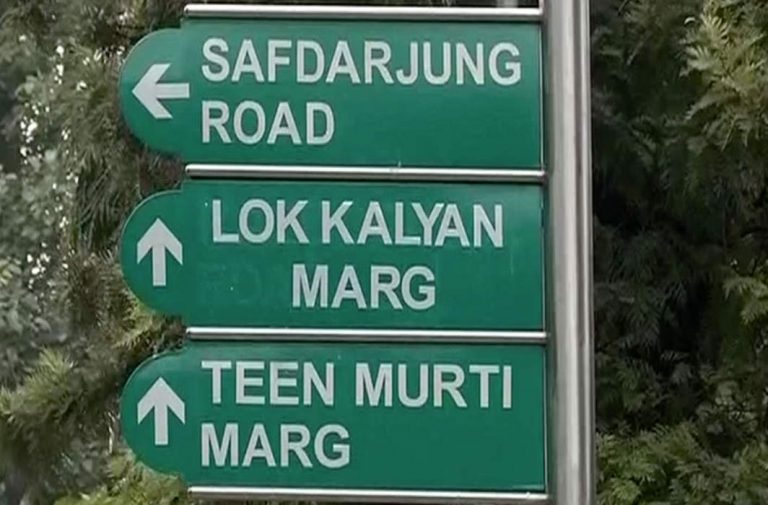 SAFDARJUNG
ROAD
LOK KALYAN
MARG
TEEN MURTI
MARG